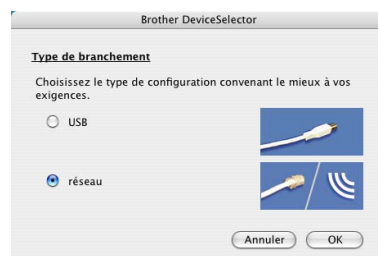 Brother DeviceSelector
Type de branchement
Choisissez le type de configuration convenant le mieux à vos
exigences.
USB
réseau
Annuler
OK